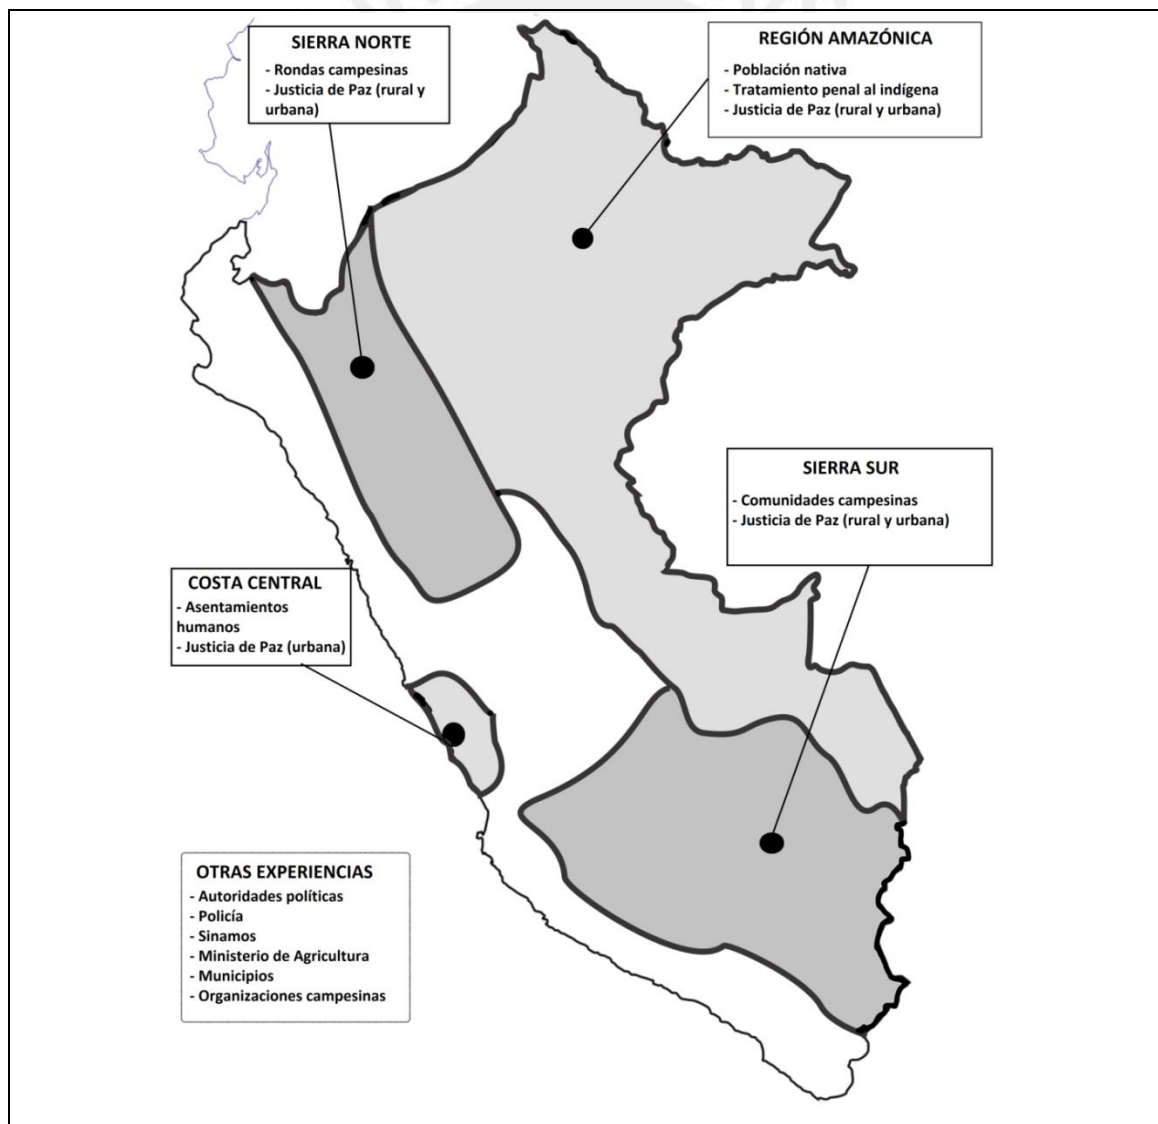 SIERRA NORTE
- Rondas campesinas
- Justicia de Paz (rural y
urbana)
REGIÓN AMAZÓNICA
- Población nativa
- Tratamiento penal al indígena
- Justicia de Paz (rural y urbana)
SIERRA SUR
- Comunidades campesinas
- Justicia de Paz (rural y urbana)
COSTA CENTRAL
- Asentamientos
humanos
- Justicia de Paz (urbana)
OTRAS EXPERIENCIAS
- Autoridades políticas
- Policía
- Sinamos
- Ministerio de Agricultura
- Municipios
- Organizaciones campesinas